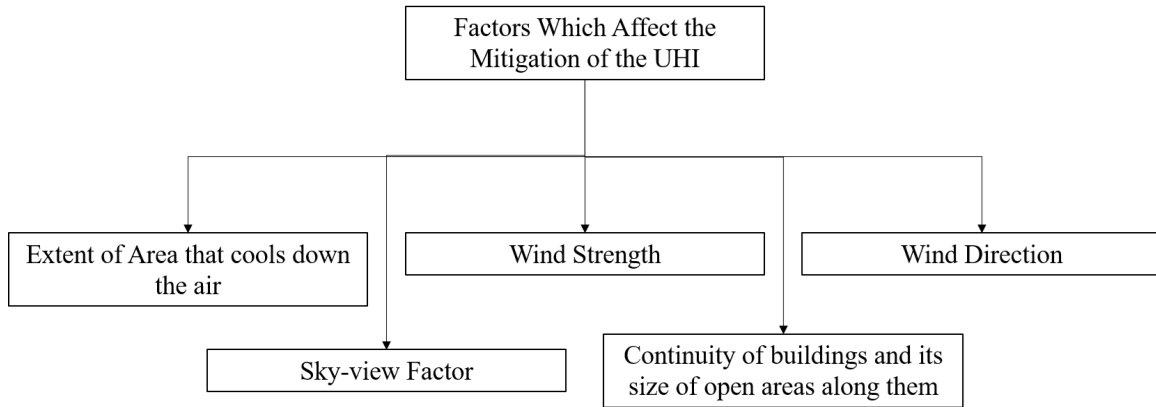 Factors Which Affect the
Mitigation of the UHI
Extent of Area that cools down
the air
Wind Strength
Wind Direction
Sky-view Factor
Continuity of buildings and its
size of open areas along them